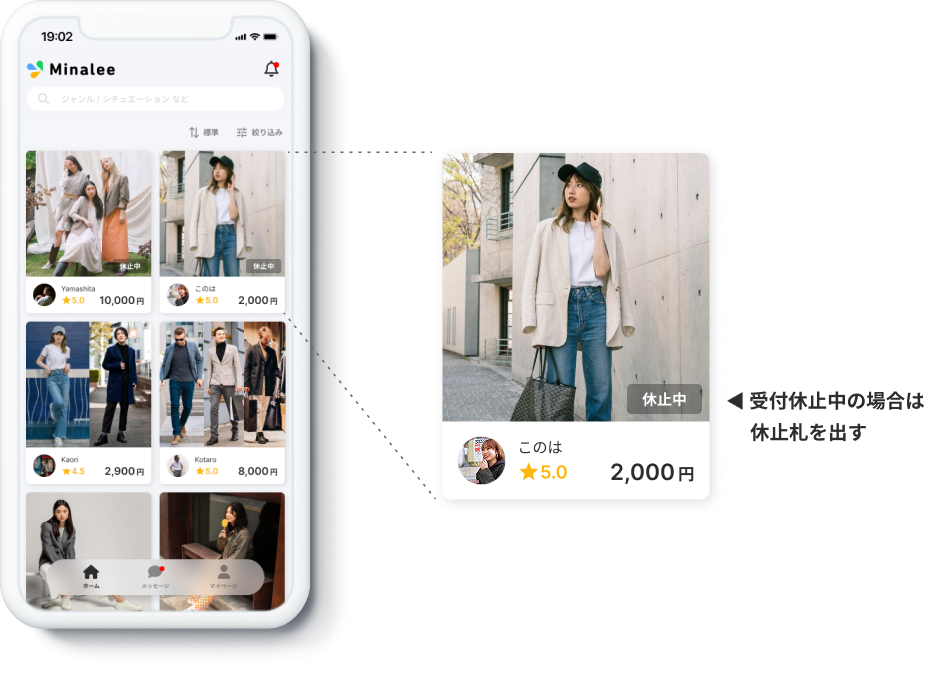 19:02
Minalee
ジャンル / シチュエーション など
標準
絞り込み
休止中
休止中
Yamashita
5.0
10,000円
このは
5.0
2,000円
Kaori
4.5
2,900円
Kotaro
5.0
8,000円
ホーム
メッセージ
マイページ
休止中
このは
5.0
2,000円
◀ 受付休止中の場合は
休止札を出す